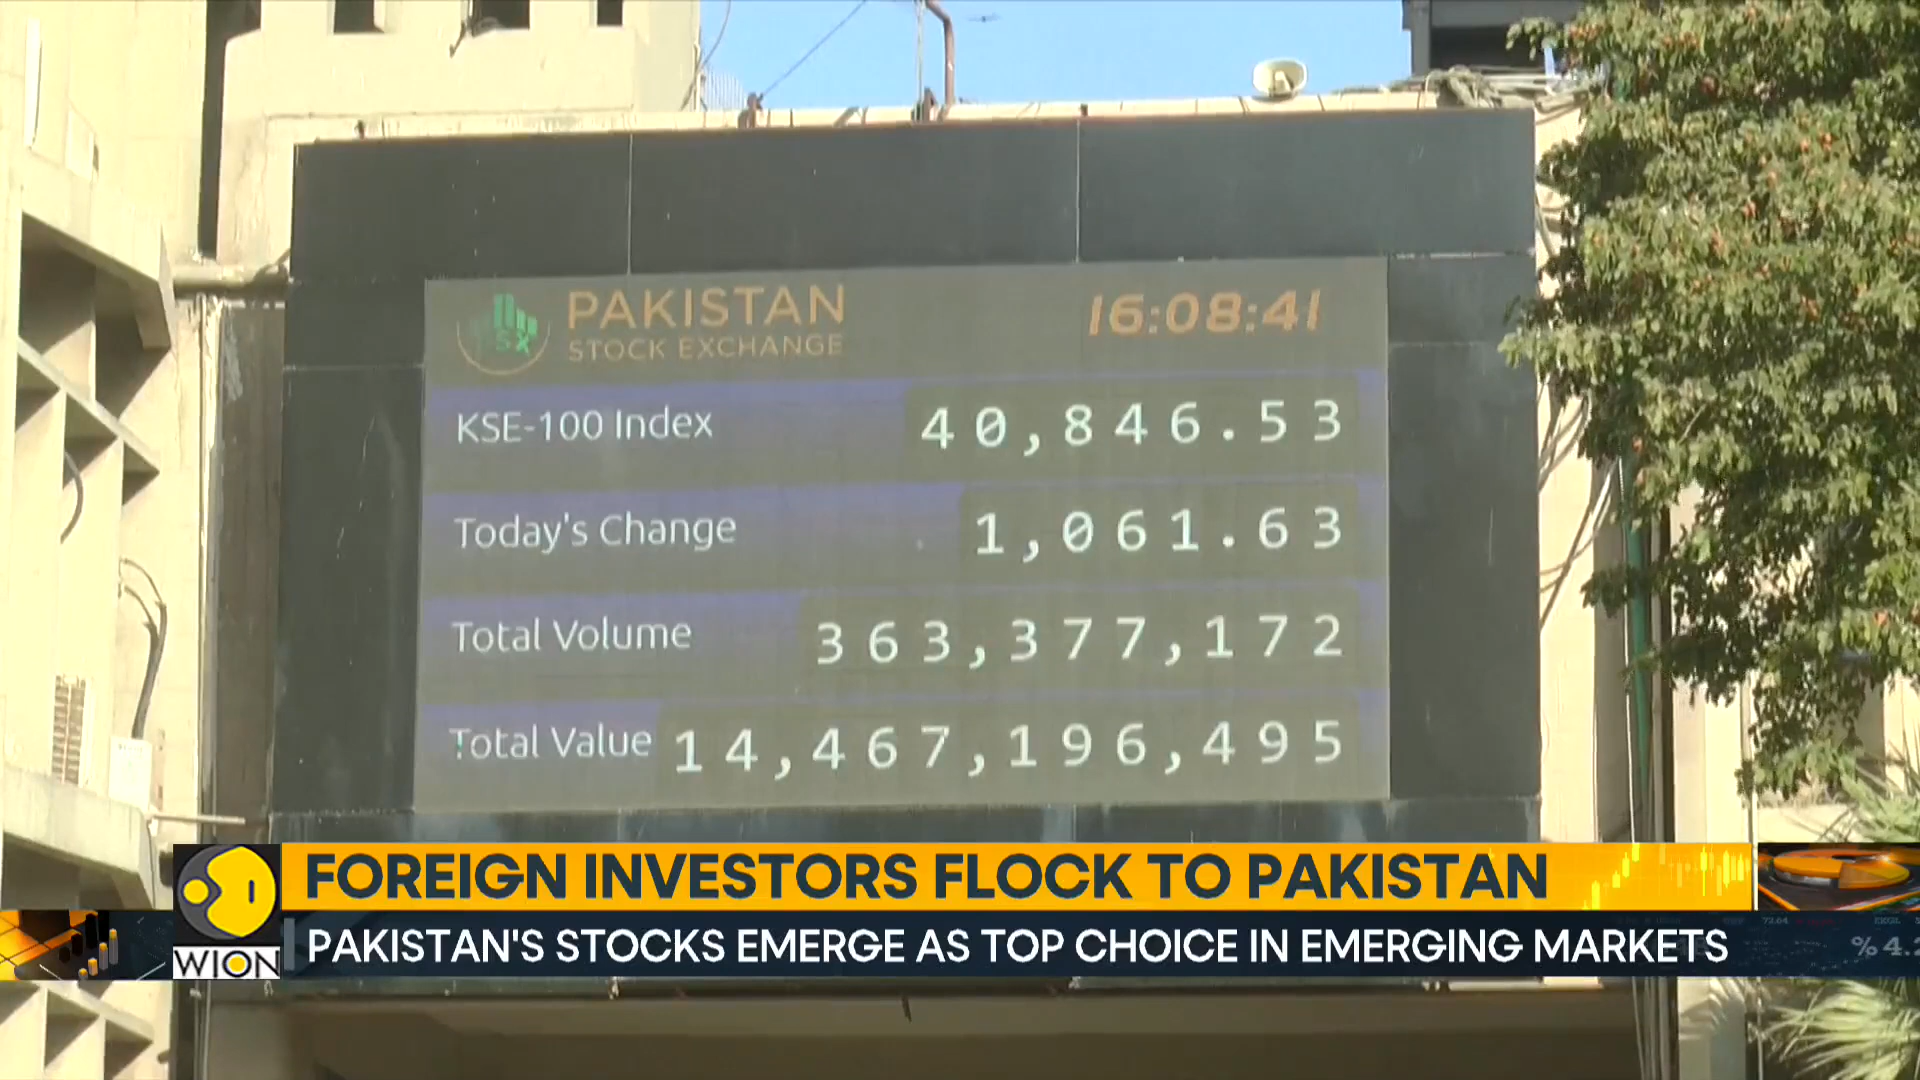 PAKISTAN
STOCK EXCHANGE
16:08:41
KSE-100 Index 40,846.53
Today's Change 1,061.63
Total Volume 363,377,172
Total Value 14,467,196,495
FOREIGN INVESTORS FLOCK TO PAKISTAN
PAKISTAN'S STOCKS EMERGE AS TOP CHOICE IN EMERGING MARKETS
WION